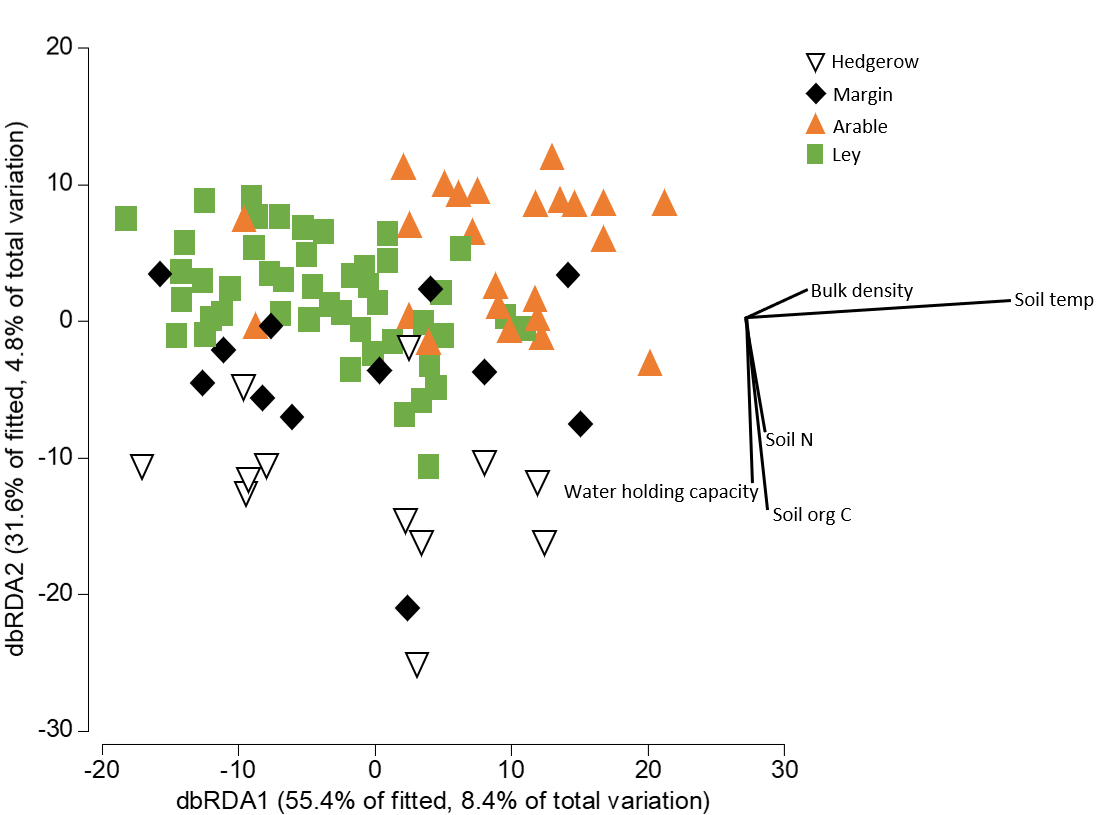 20
10
0
-10
-20
-30
dbRDA2 (31.6% of fitted, 4.8% of total variation)
Hedgerow
Margin
Arable
Ley
Bulk density
Soil temp
Soil N
Water holding capacity
Soil org C
-20
-10
0
10
20
30
dbRDA1 (55.4% of fitted, 8.4% of total variation)